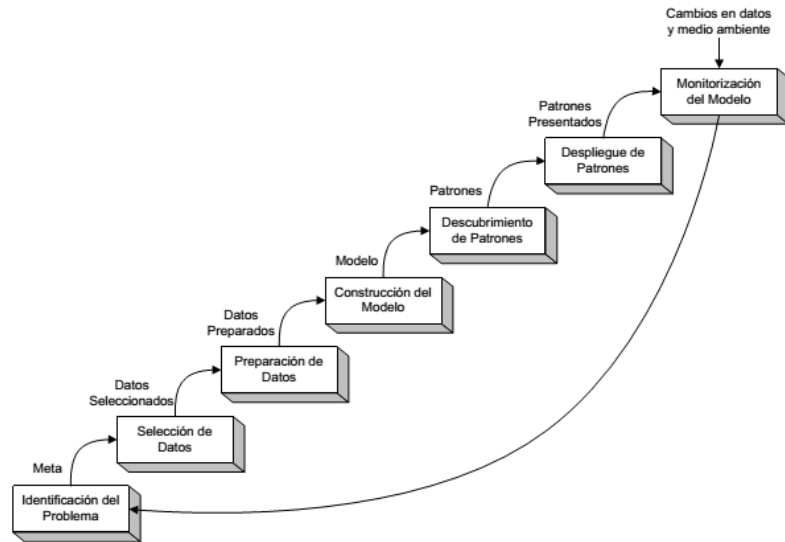 Cambios en datos
y medio ambiente
Monitorización
del Modelo
Patrones
Presentados
Despliegue de
Patrones
Patrones
Descubrimiento
de Patrones
Modelo
Construcción del
Modelo
Datos
Preparados
Preparación de
Datos
Datos
Seleccionados
Selección de
Datos
Meta
Identificación del
Problema